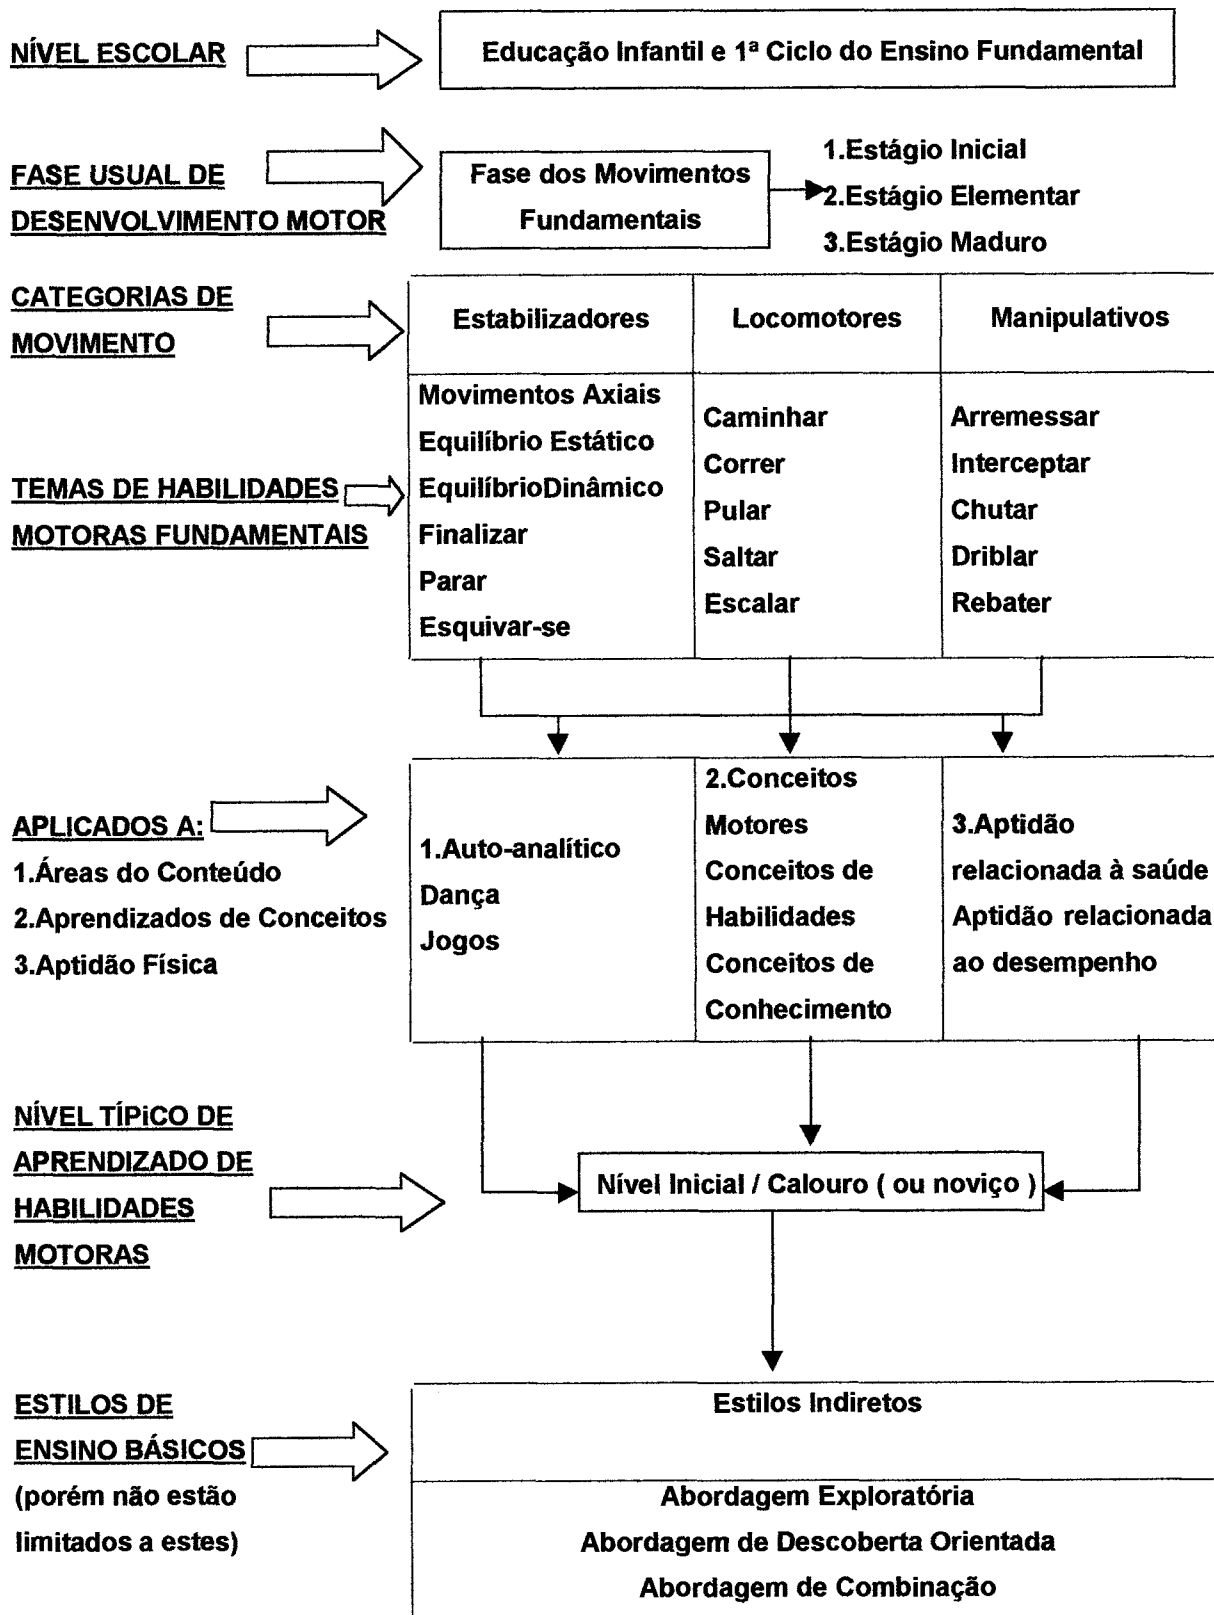 NÍVEL ESCOLAR
Educação Infantil e 1ª Ciclo do Ensino Fundamental
FASE USUAL DE
DESENVOLVIMENTO MOTOR
Fase dos Movimentos
Fundamentais
1.Estágio Inicial
2.Estágio Elementar
3.Estágio Maduro
CATEGORIAS DE
MOVIMENTO
Estabilizadores
Locomotores
Manipulativos
TEMAS DE HABILIDADES
MOTORAS FUNDAMENTAIS
Movimentos Axiais
Equilíbrio Estático
EquilíbrioDinâmico
Finalizar
Parar
Esquivar-se
Caminhar
Correr
Pular
Saltar
Escalar
Arremessar
Interceptar
Chutar
Driblar
Rebater
APLICADOS A:
1.Áreas do Conteúdo
2.Aprendizados de Conceitos
3.Aptidão Física
1.Auto-analítico
Dança
Jogos
2.Conceitos
Motores
Conceitos de
Habilidades
Conceitos de
Conhecimento
3.Aptidão
relacionada à saúde
Aptidão relacionada
ao desempenho
NÍVEL TÍPiCO DE
APRENDIZADO DE
HABILIDADES
MOTORAS
Nível Inicial / Calouro ( ou noviço )
ESTILOS DE
ENSINO BÁSICOS
(porém não estão
limitados a estes)
Estilos Indiretos
Abordagem Exploratória
Abordagem de Descoberta Orientada
Abordagem de Combinação